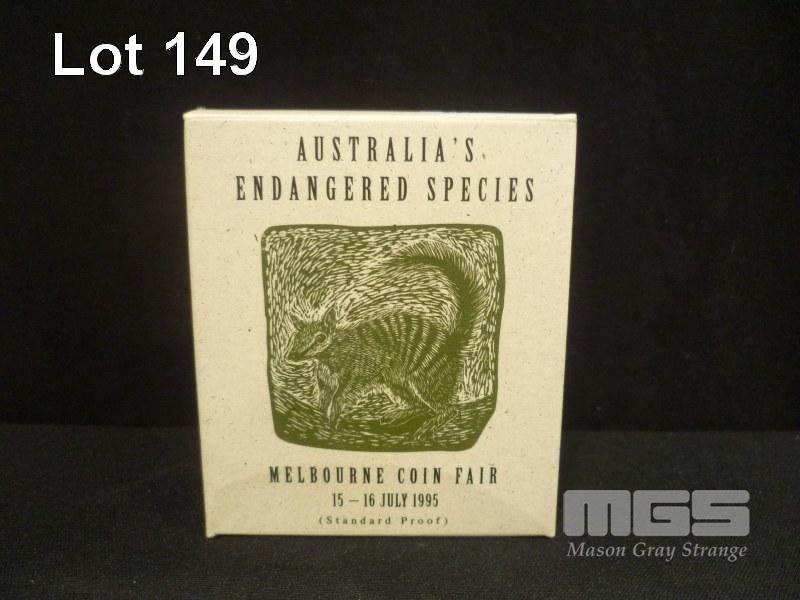 Lot 149
AUSTRALIA'S
ENDANGERED SPECIES
MELBOURNE COIN FAIR
15 – 16 JULY 1995
(Standard Proof)
MGS
Mason Gray Strange